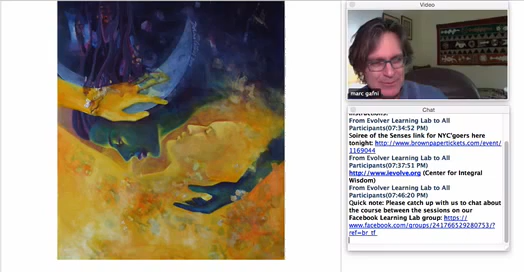 Video
marc gafni
Chat
Instructions:
From Evolver Learning Lab to All
Participants(07:34:52 PM)
Soiree of the Senses link for NYC'goers here
tonight: http://www.brownpapertickets.com/event/
1169044
From Evolver Learning Lab to All
Participants(07:37:51 PM)
http://www.ievolve.org (Center for Integral
Wisdom)
From Evolver Learning Lab to All
Participants(07:46:20 PM)
Quick note: Please catch up with us to chat about
the course between the sessions on our
Facebook Learning Lab group: https://
www.facebook.com/groups/241766529280753/?
ref=br_tf